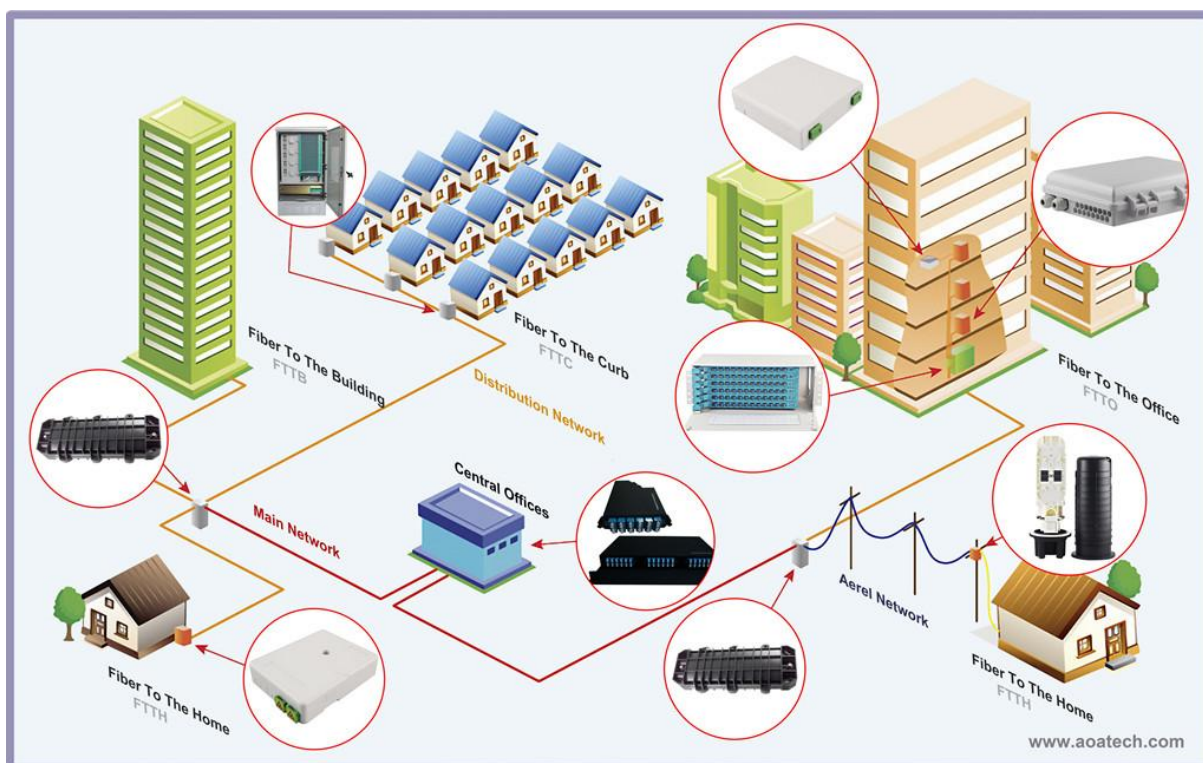 Fiber To The Building
FTTB
Fiber To The Curb
FTTC
Distribution Network
Fiber To The Office
FTTO
Central Offices
Main Network
Aerel Network
Fiber To The Home
FTTH
Fiber To The Home
FTTH
www.aoatech.com